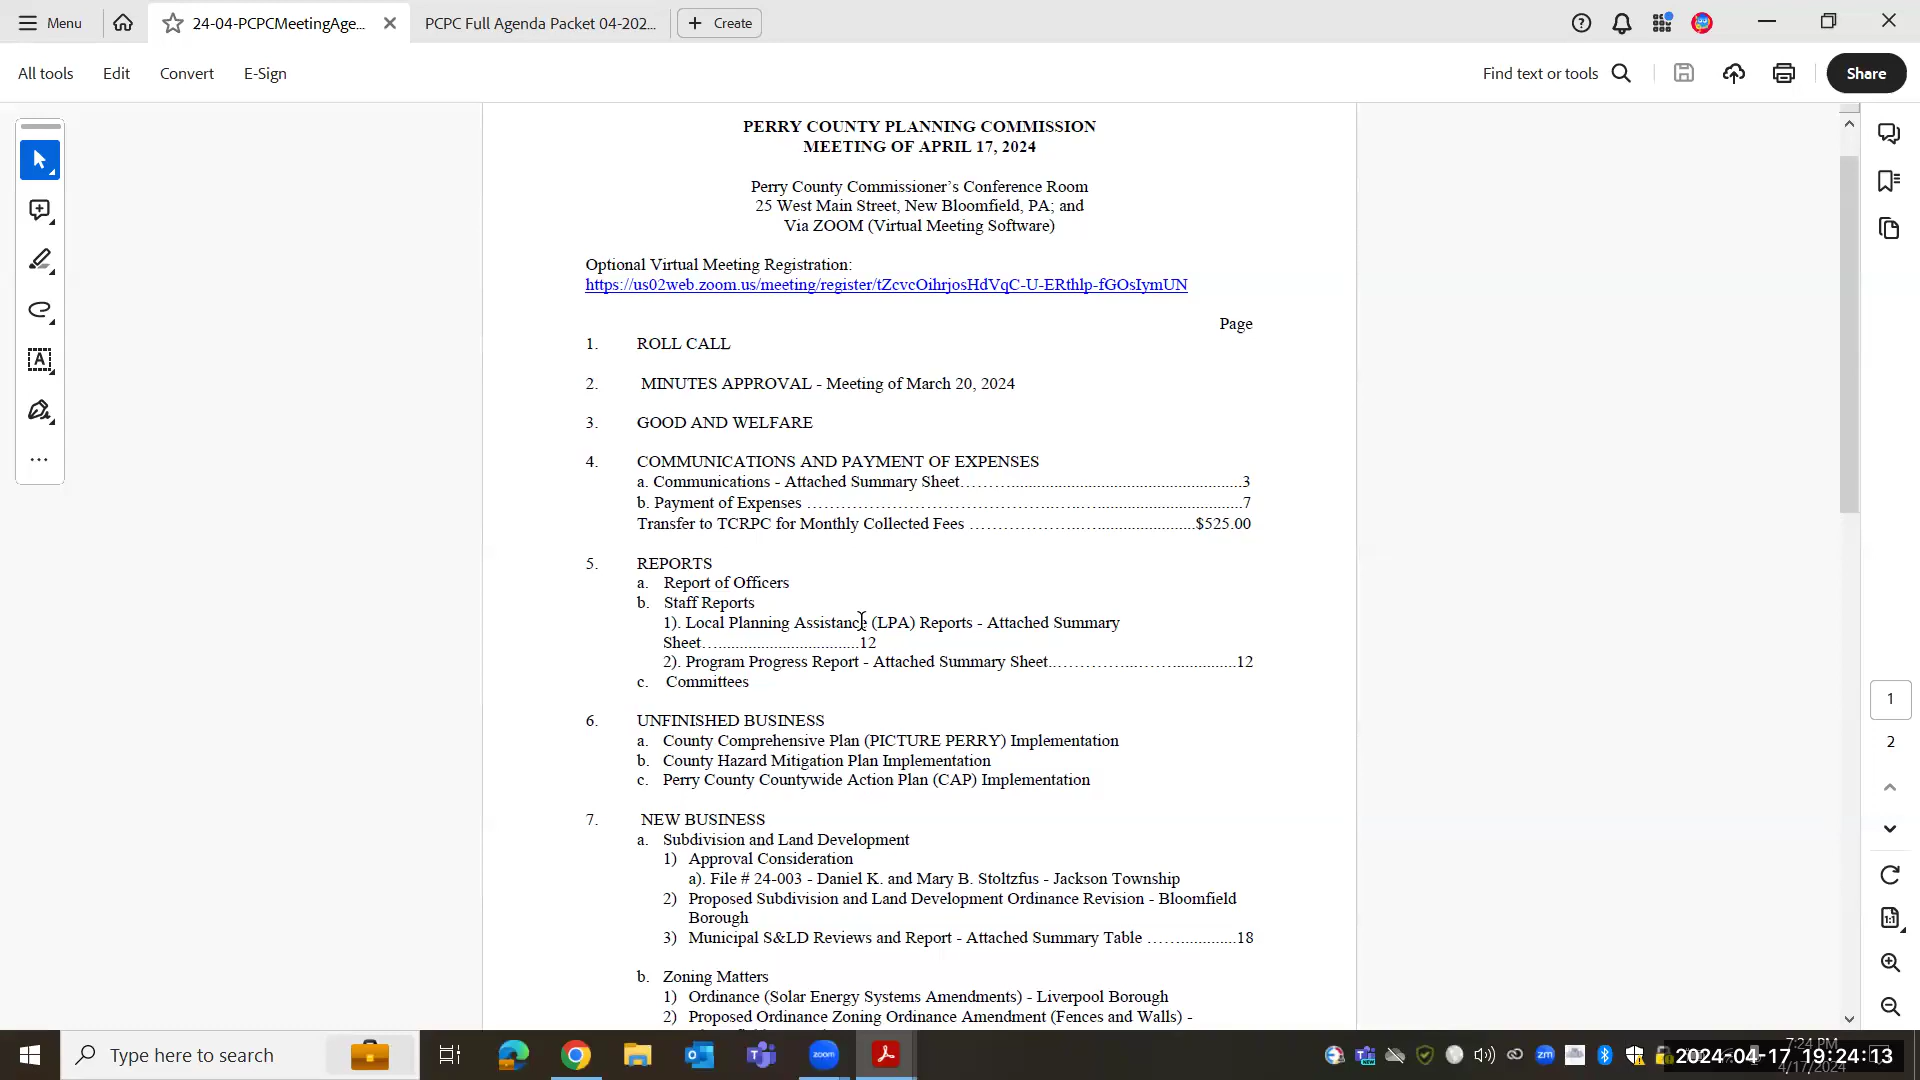 Menu
24-04-PCPCMeetingAge...
PCPC Full Agenda Packet 04-202...
Create
All tools
Edit
Convert
E-Sign
Find text or tools
Share
PERRY COUNTY PLANNING COMMISSION
MEETING OF APRIL 17, 2024
Perry County Commissioner's Conference Room
25 West Main Street, New Bloomfield, PA; and
Via ZOOM (Virtual Meeting Software)
Optional Virtual Meeting Registration:
https://us02web.zoom.us/meeting/register/tZcvcOihrjosHdVqC-U-ERthlp-fGOsIymUN
Page
1. ROLL CALL
2. MINUTES APPROVAL - Meeting of March 20, 2024
3. GOOD AND WELFARE
4. COMMUNICATIONS AND PAYMENT OF EXPENSES
a. Communications - Attached Summary Sheet……….....................................................3
b. Payment of Expenses ……………………………………….…..…..................................7
Transfer to TCRPC for Monthly Collected Fees ………………..…......................$525.00
5. REPORTS
a. Report of Officers
b. Staff Reports
1). Local Planning Assistance (LPA) Reports - Attached Summary
Sheet…................................12
2). Program Progress Report - Attached Summary Sheet..…………..…….............12
c. Committees
6. UNFINISHED BUSINESS
a. County Comprehensive Plan (PICTURE PERRY) Implementation
b. County Hazard Mitigation Plan Implementation
c. Perry County Countywide Action Plan (CAP) Implementation
7. NEW BUSINESS
a. Subdivision and Land Development
1) Approval Consideration
a). File # 24-003 - Daniel K. and Mary B. Stoltzfus - Jackson Township
2) Proposed Subdivision and Land Development Ordinance Revision - Bloomfield
Borough
3) Municipal S&LD Reviews and Report - Attached Summary Table …….............18
b. Zoning Matters
1) Ordinance (Solar Energy Systems Amendments) - Liverpool Borough
2) Proposed Ordinance Zoning Ordinance Amendment (Fences and Walls) -
1
2
Type here to search
zoom
zm
7:24 PM
2024-04-17 19:24:13
4/17/2024